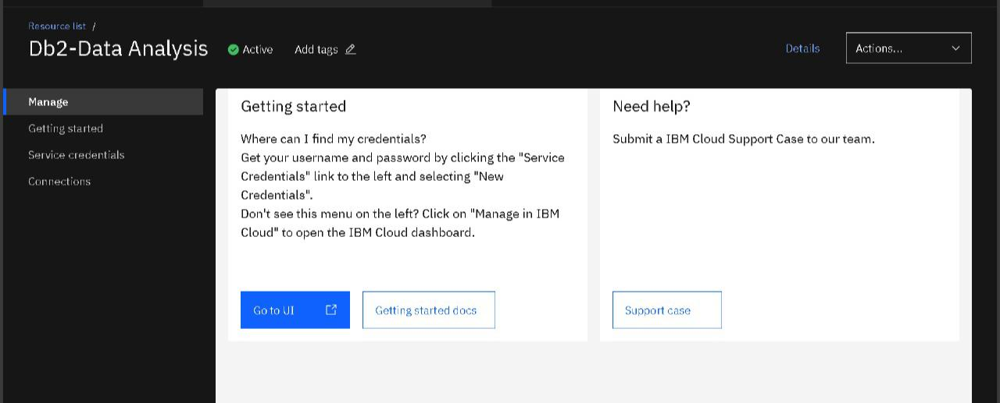 Resource list /
Db2-Data Analysis
Active
Add tags
Details
Actions...
Manage
Getting started
Service credentials
Connections
Getting started
Where can I find my credentials?
Get your username and password by clicking the "Service
Credentials" link to the left and selecting "New
Credentials".
Don't see this menu on the left? Click on "Manage in IBM
Cloud" to open the IBM Cloud dashboard.
Go to UI
Getting started docs
Need help?
Submit a IBM Cloud Support Case to our team.
Support case